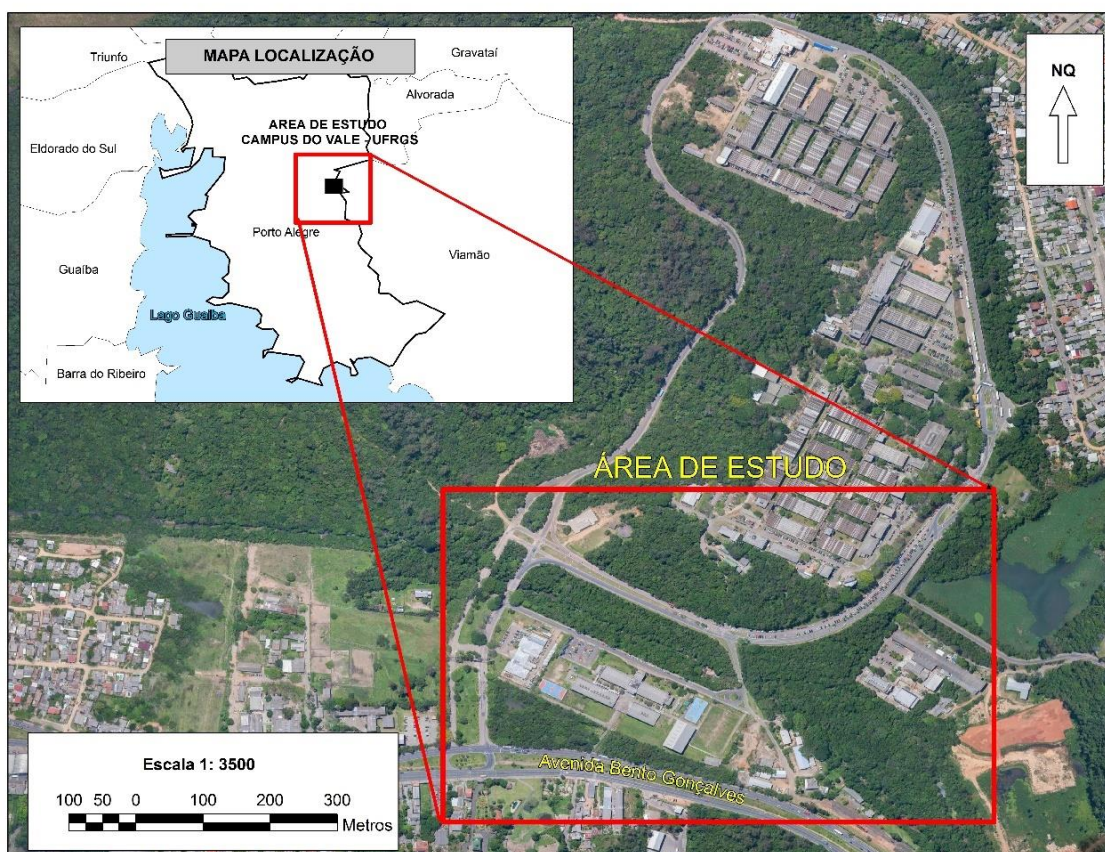 MAPA LOCALIZAÇÃO
Triunfo
Gravataí
Alvorada
AREA DE ESTUDO
CAMPUS DO VALE - UFRGS
Eldorado do Sul
Porto Alegre
Viamão
Guaíba
Lago Guaíba
Barra do Ribeiro
NQ
ÁREA DE ESTUDO
Avenida Bento Gonçalves
Escala 1: 3500
100 50 0 100 200 300
Metros